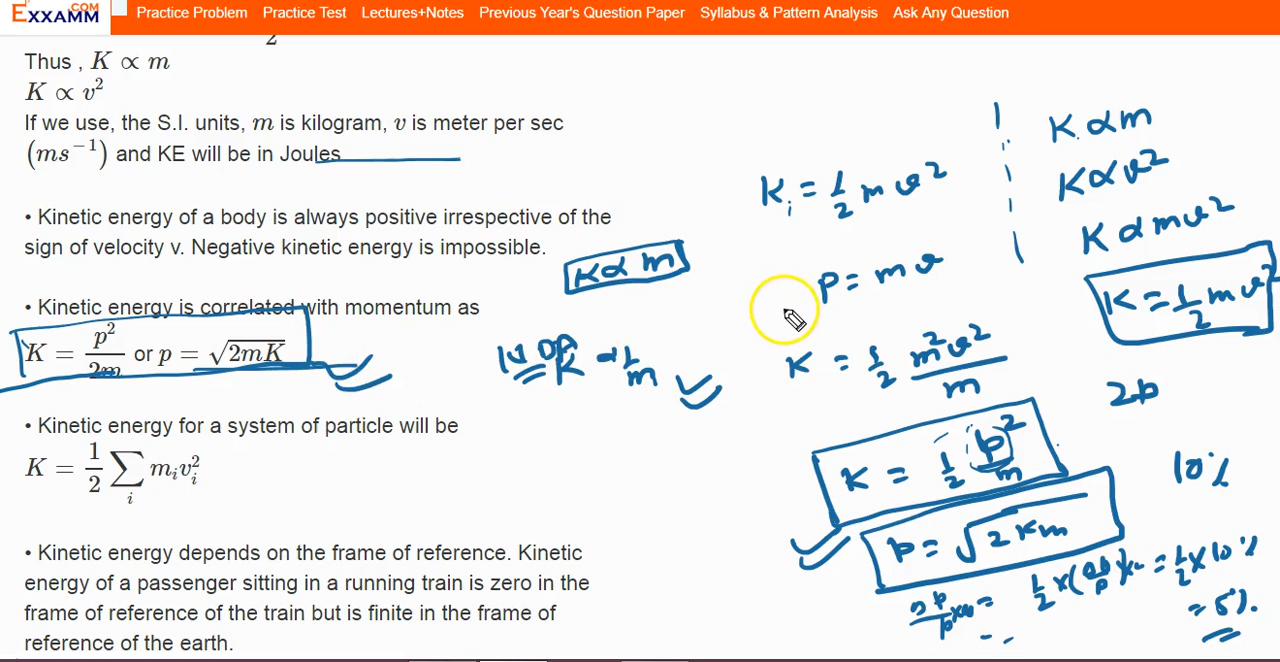 EXXAMM .COM
Practice Problem Practice Test Lectures+Notes Previous Year's Question Paper Syllabus & Pattern Analysis Ask Any Question
2
Thus , K ∝ m
K ∝ v²
If we use, the S.I. units, m is kilogram, v is meter per sec
(ms⁻¹) and KE will be in Joules
• Kinetic energy of a body is always positive irrespective of the
sign of velocity v. Negative kinetic energy is impossible.
• Kinetic energy is correlated with momentum as
K = p²/2m or p = √2mK
• Kinetic energy for a system of particle will be
K = 1/2 ∑ᵢ mᵢvᵢ²
• Kinetic energy depends on the frame of reference. Kinetic
energy of a passenger sitting in a running train is zero in the
frame of reference of the train but is finite in the frame of
reference of the earth.
K ∝ m
K ∝ 1/m
Kᵢ = 1/2 m v²
p = m v
K = 1/2 m²v²/m
K = 1/2 p²/m
p = √2Km
K ∝ m
K ∝ v²
K ∝ m v²
K = 1/2 m v²
2p
10%
= 1/2 × 10%
= 5%